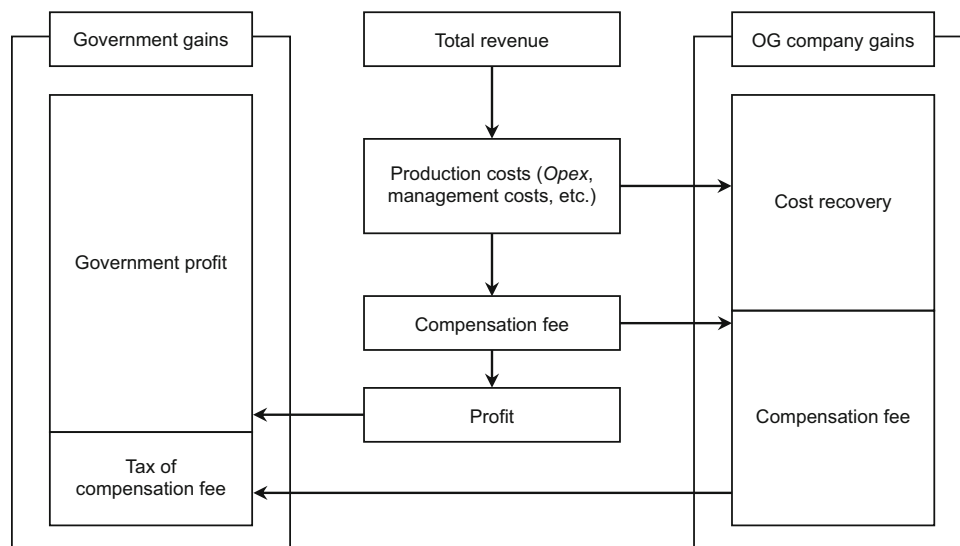 Government gains
Total revenue
OG company gains
Production costs (Opex,
management costs, etc.)
Cost recovery
Government profit
Compensation fee
Profit
Compensation fee
Tax of
compensation fee